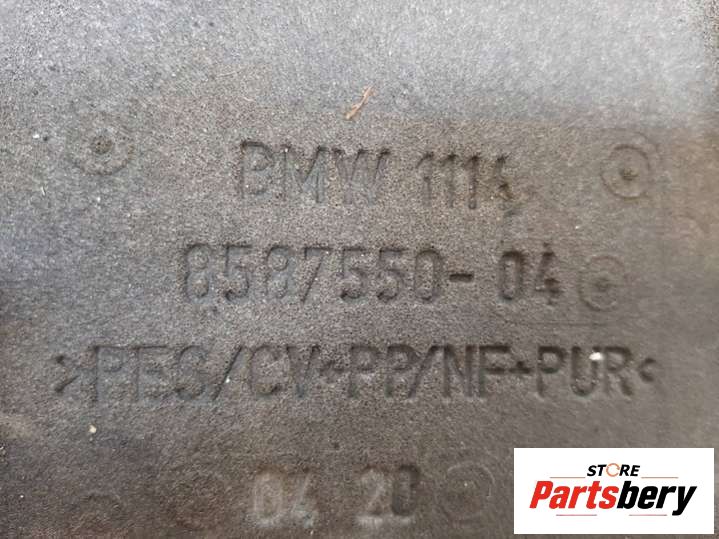 BMW 1114
8587550-04
>PES/CV+PP/NF+PUR<
04 20
STORE
Partsbery